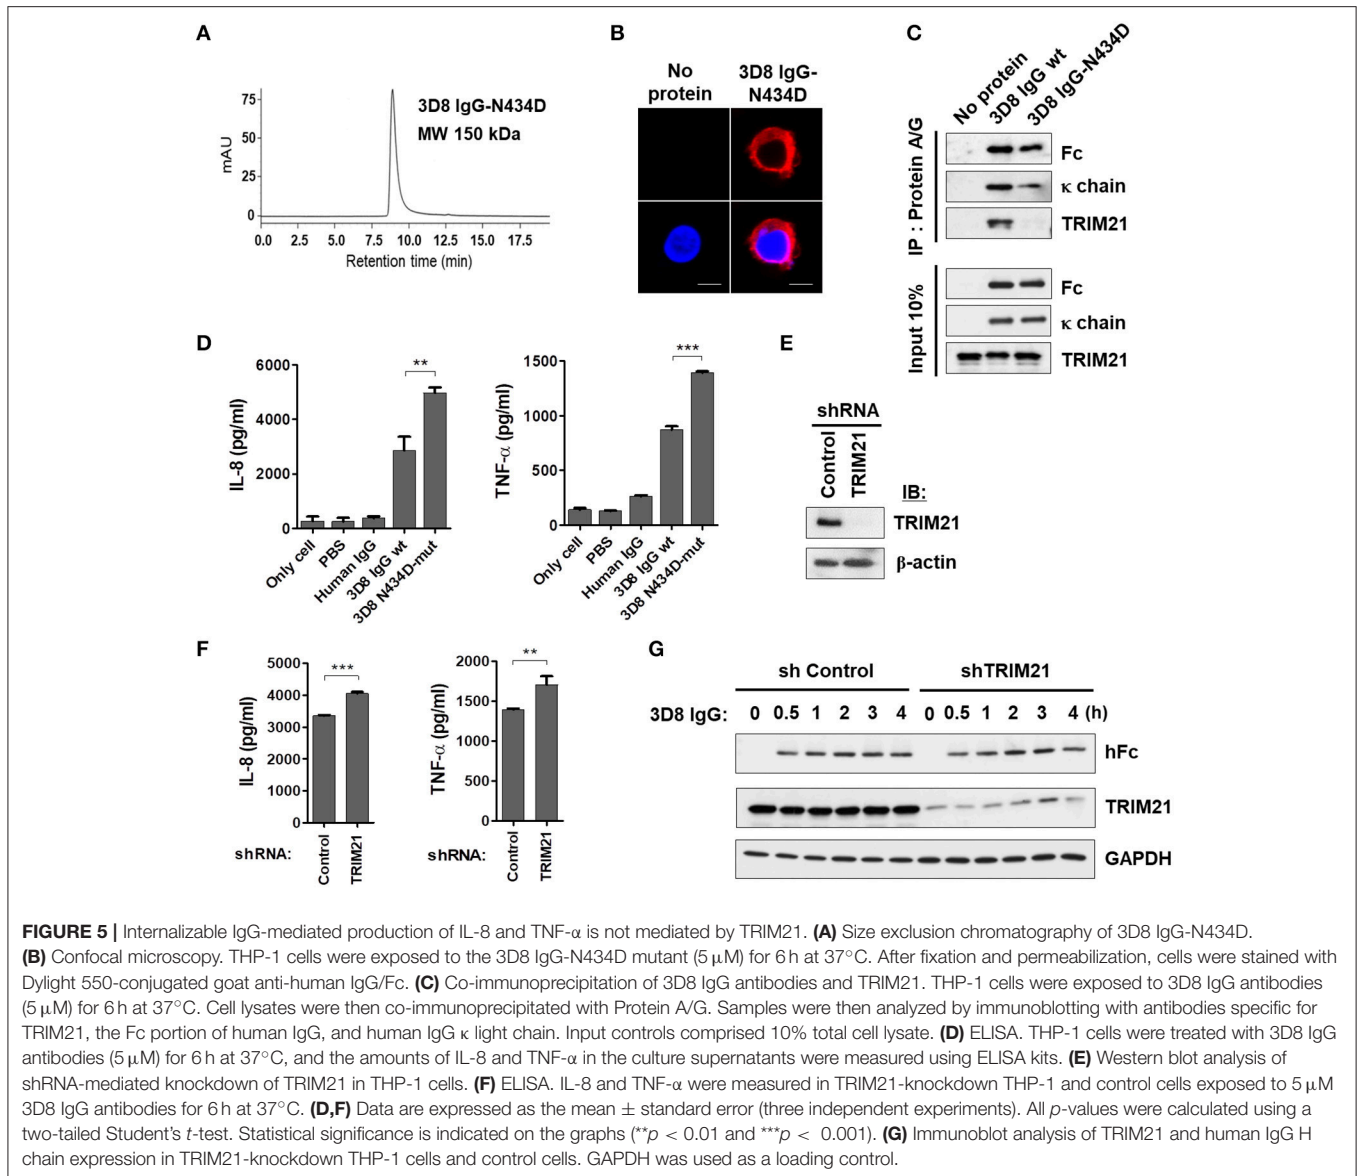 A
75
50
25
0
mAU
3D8 IgG-N434D
MW 150 kDa
0.0 2.5 5.0 7.5 10.0 12.5 15.0 17.5
Retention time (min)
B
No protein
3D8 IgG-N434D
C
No protein
3D8 IgG wt
3D8 IgG-N434D
IP : Protein A/G
Fc
κ chain
TRIM21
Input 10%
Fc
κ chain
TRIM21
D
IL-8 (pg/ml)
6000
4000
2000
0
**
Only cell
PBS
Human IgG
3D8 IgG wt
3D8 N434D-mut
TNF-α (pg/ml)
1500
1000
500
0
***
Only cell
PBS
Human IgG
3D8 IgG wt
3D8 N434D-mut
E
shRNA
Control
TRIM21
IB:
TRIM21
β-actin
F
IL-8 (pg/ml)
5000
4000
3000
2000
1000
0
***
shRNA:
Control
TRIM21
TNF-α (pg/ml)
2000
1500
1000
500
0
**
shRNA:
Control
TRIM21
G
sh Control shTRIM21
3D8 IgG: 0 0.5 1 2 3 4 0 0.5 1 2 3 4 (h)
hFc
TRIM21
GAPDH
FIGURE 5 | Internalizable IgG-mediated production of IL-8 and TNF-α is not mediated by TRIM21. (A) Size exclusion chromatography of 3D8 IgG-N434D.
(B) Confocal microscopy. THP-1 cells were exposed to the 3D8 IgG-N434D mutant (5 μM) for 6 h at 37°C. After fixation and permeabilization, cells were stained with
Dylight 550-conjugated goat anti-human IgG/Fc. (C) Co-immunoprecipitation of 3D8 IgG antibodies and TRIM21. THP-1 cells were exposed to 3D8 IgG antibodies
(5 μM) for 6 h at 37°C. Cell lysates were then co-immunoprecipitated with Protein A/G. Samples were then analyzed by immunoblotting with antibodies specific for
TRIM21, the Fc portion of human IgG, and human IgG κ light chain. Input controls comprised 10% total cell lysate. (D) ELISA. THP-1 cells were treated with 3D8 IgG
antibodies (5 μM) for 6 h at 37°C, and the amounts of IL-8 and TNF-α in the culture supernatants were measured using ELISA kits. (E) Western blot analysis of
shRNA-mediated knockdown of TRIM21 in THP-1 cells. (F) ELISA. IL-8 and TNF-α were measured in TRIM21-knockdown THP-1 and control cells exposed to 5 μM
3D8 IgG antibodies for 6 h at 37°C. (D,F) Data are expressed as the mean ± standard error (three independent experiments). All p-values were calculated using a
two-tailed Student's t-test. Statistical significance is indicated on the graphs (**p < 0.01 and ***p < 0.001). (G) Immunoblot analysis of TRIM21 and human IgG H
chain expression in TRIM21-knockdown THP-1 cells and control cells. GAPDH was used as a loading control.